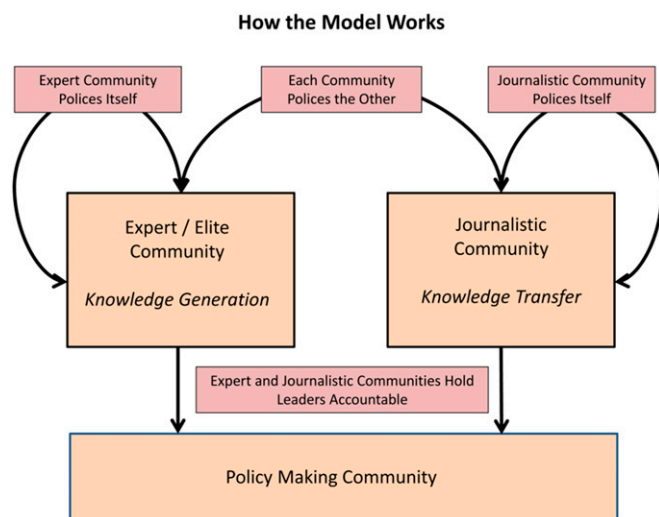 How the Model Works
Expert Community
Polices Itself
Each Community
Polices the Other
Journalistic Community
Polices Itself
Expert / Elite
Community
Knowledge Generation
Journalistic
Community
Knowledge Transfer
Expert and Journalistic Communities Hold
Leaders Accountable
Policy Making Community